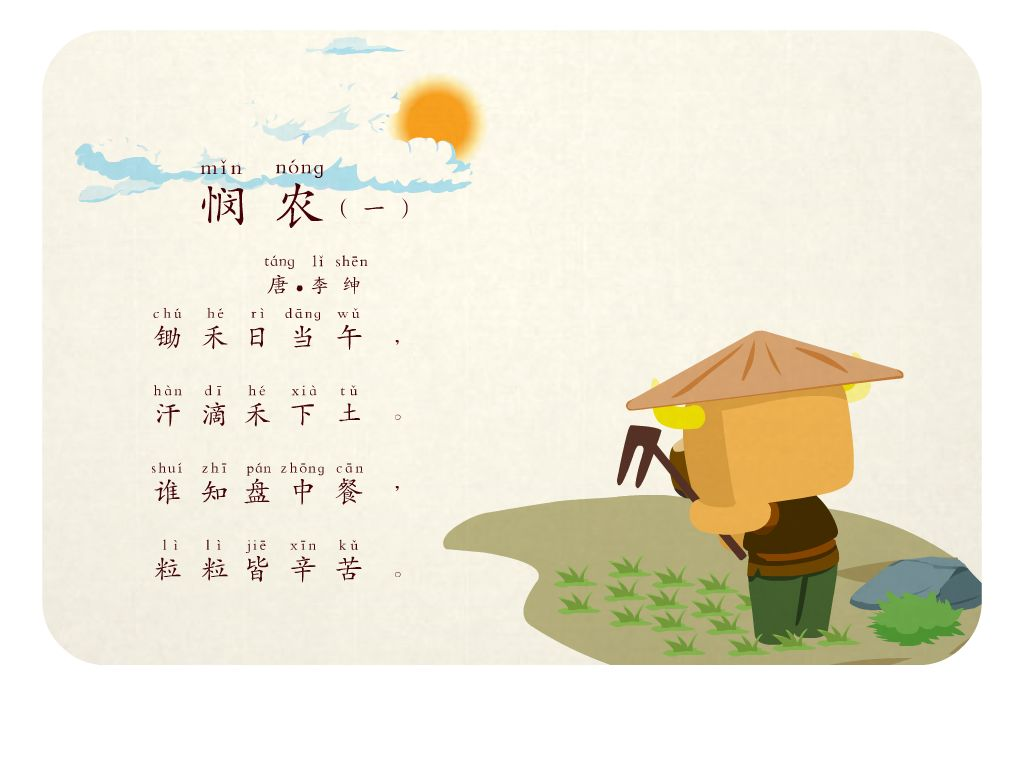 mǐn nóng
悯 农 （ 一 ）
táng lǐ shēn
唐 • 李 绅
chú hé rì dāng wǔ
锄 禾 日 当 午 ，
hàn dī hé xià tǔ
汗 滴 禾 下 土 。
shuí zhī pán zhōng cān
谁 知 盘 中 餐 ，
lì lì jiē xīn kǔ
粒 粒 皆 辛 苦 。